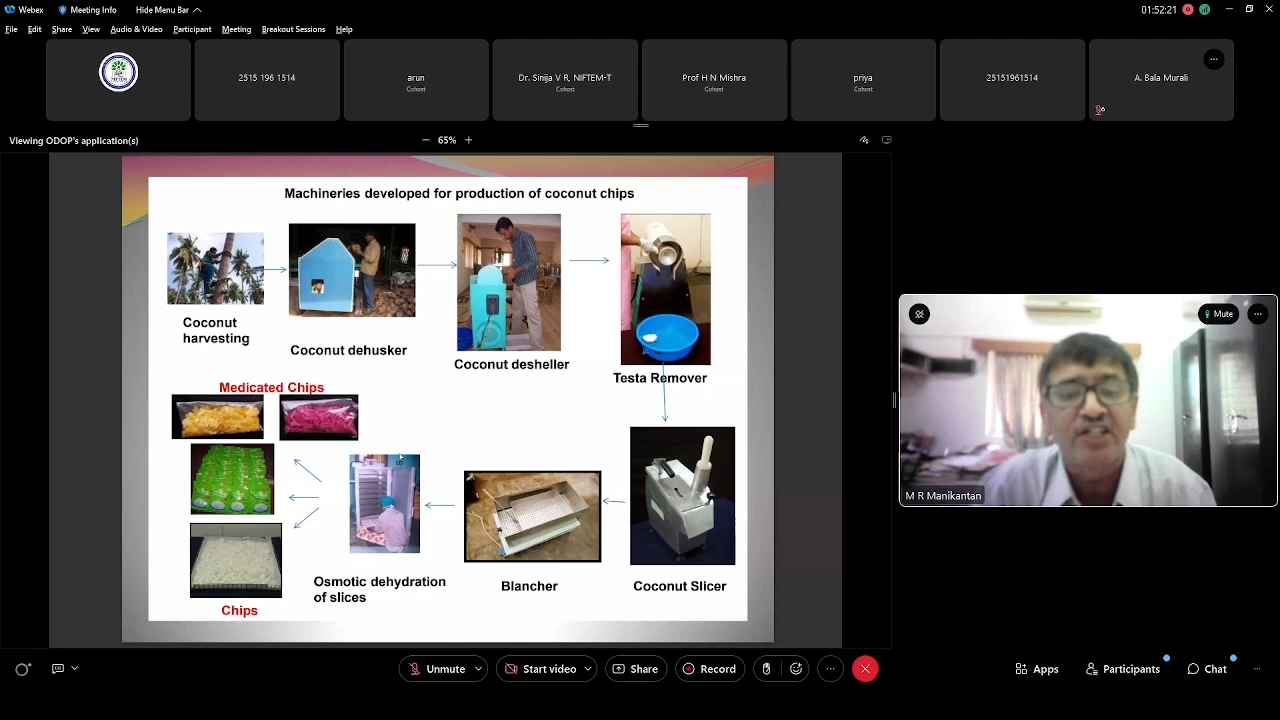 Webex
Meeting Info
Hide Menu Bar
01:52:21
File Edit Share View Audio & Video Participant Meeting Breakout Sessions Help
2515 196 1514
arun
Cohost
Dr. Sinija V R, NIFTEM-T
Cohost
Prof H N Mishra
Cohost
priya
Cohost
25151961514
A. Bala Murali
Viewing ODOP's application(s)
65%
Machineries developed for production of coconut chips
Coconut
harvesting
Coconut dehusker
Coconut desheller
Testa Remover
Medicated Chips
Chips
Osmotic dehydration
of slices
Blancher
Coconut Slicer
Mute
M R Manikantan
Unmute
Start video
Share
Record
Apps
Participants
Chat